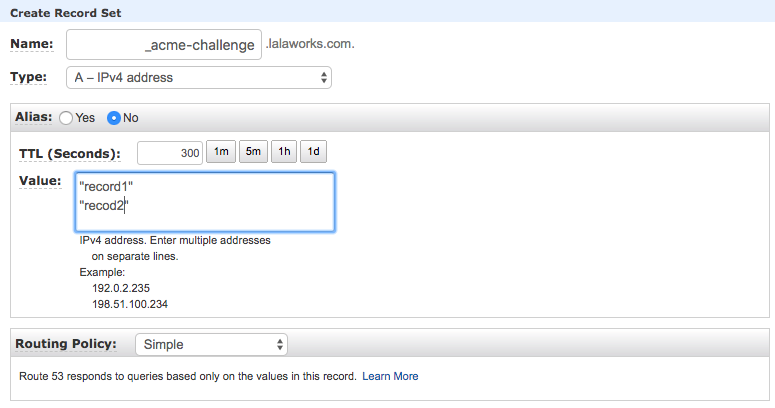 Create Record Set
Name: _acme-challenge .lalaworks.com.
Type: A – IPv4 address
Alias: Yes No
TTL (Seconds): 300 1m 5m 1h 1d
Value: "record1"
"recod2"
IPv4 address. Enter multiple addresses
on separate lines.
Example:
192.0.2.235
198.51.100.234
Routing Policy: Simple
Route 53 responds to queries based only on the values in this record. Learn More